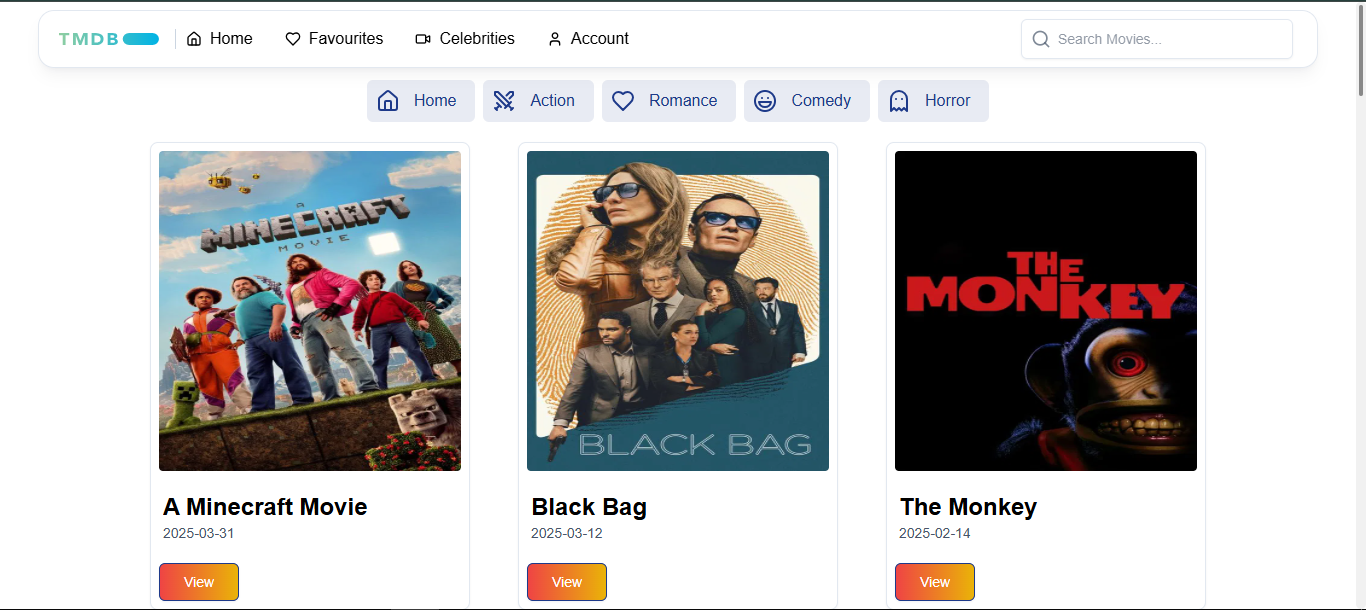 TMDB Home Favourites Celebrities Account Search Movies...
Home Action Romance Comedy Horror
A
MINECRAFT
MOVIE
BLACK BAG
THE
MONKEY
A Minecraft Movie Black Bag The Monkey
2025-03-31 2025-03-12 2025-02-14
View View View